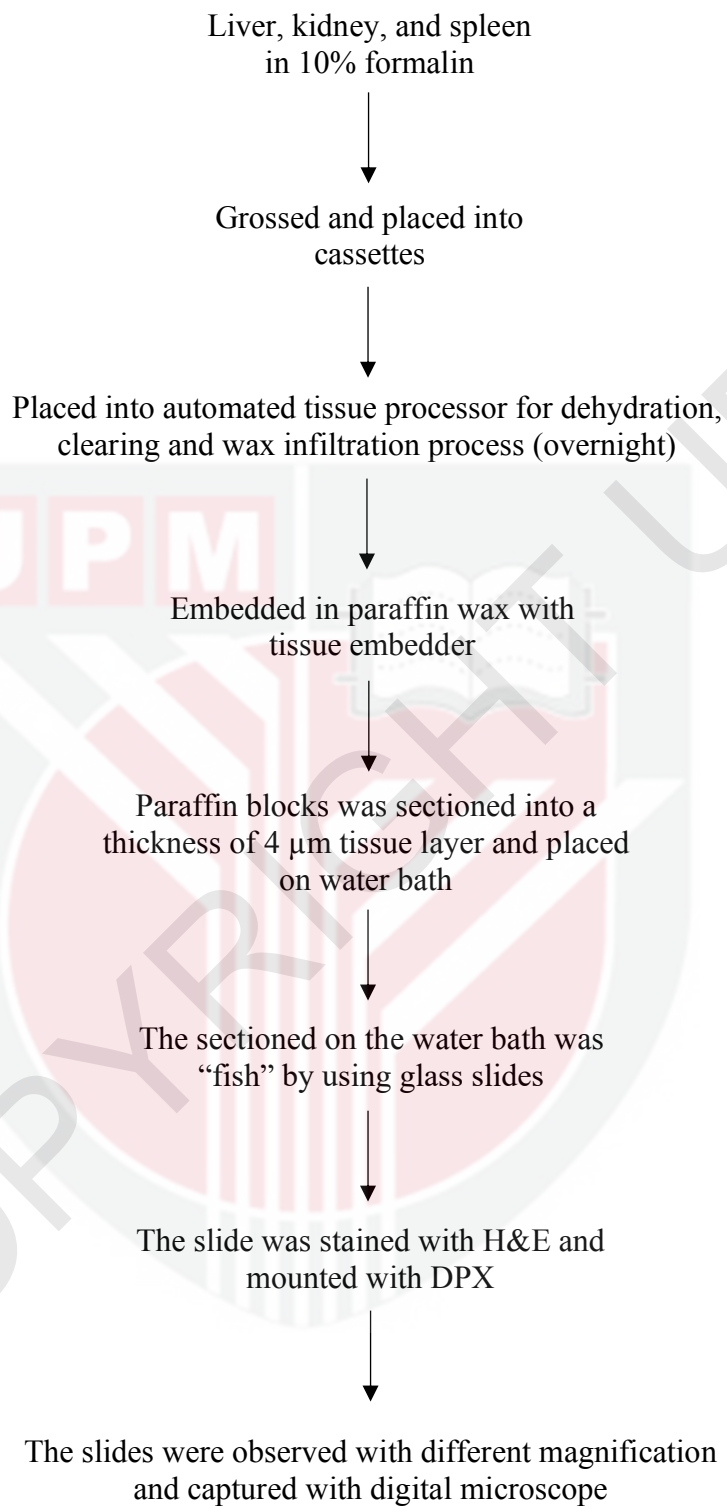 Liver, kidney, and spleen
in 10% formalin
Grossed and placed into
cassettes
Placed into automated tissue processor for dehydration,
clearing and wax infiltration process (overnight)
UPM
Embedded in paraffin wax with
tissue embedder
Paraffin blocks was sectioned into a
thickness of 4 µm tissue layer and placed
on water bath
The sectioned on the water bath was
“fish” by using glass slides
The slide was stained with H&E and
mounted with DPX
The slides were observed with different magnification
and captured with digital microscope
COPYRIGHT UPM